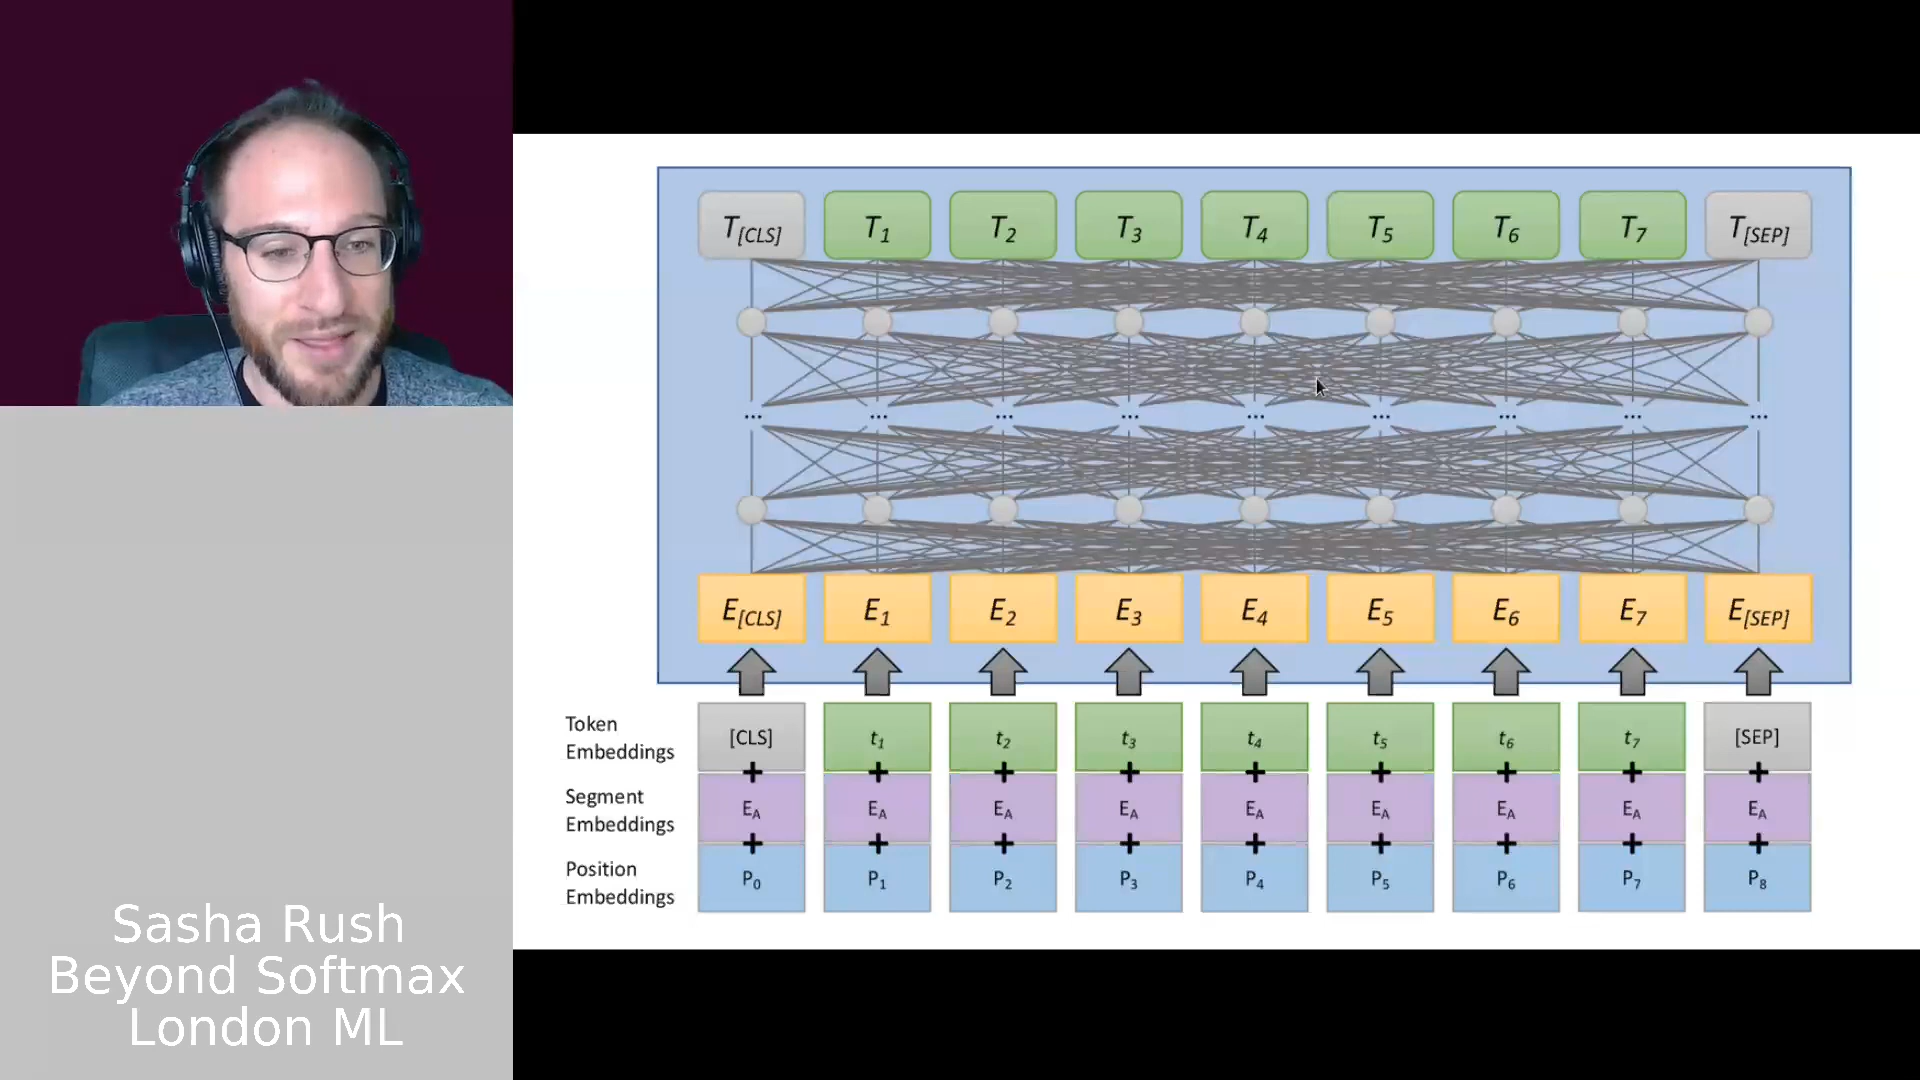 T[CLS] T1 T2 T3 T4 T5 T6 T7 T[SEP]
... ... ... ... ... ... ... ... ...
E[CLS] E1 E2 E3 E4 E5 E6 E7 E[SEP]
Token
Embeddings
[CLS] t1 t2 t3 t4 t5 t6 t7 [SEP]
+ + + + + + + + +
Segment
Embeddings
EA EA EA EA EA EA EA EA EA
+ + + + + + + + +
Position
Embeddings
P0 P1 P2 P3 P4 P5 P6 P7 P8
Sasha Rush
Beyond Softmax
London ML